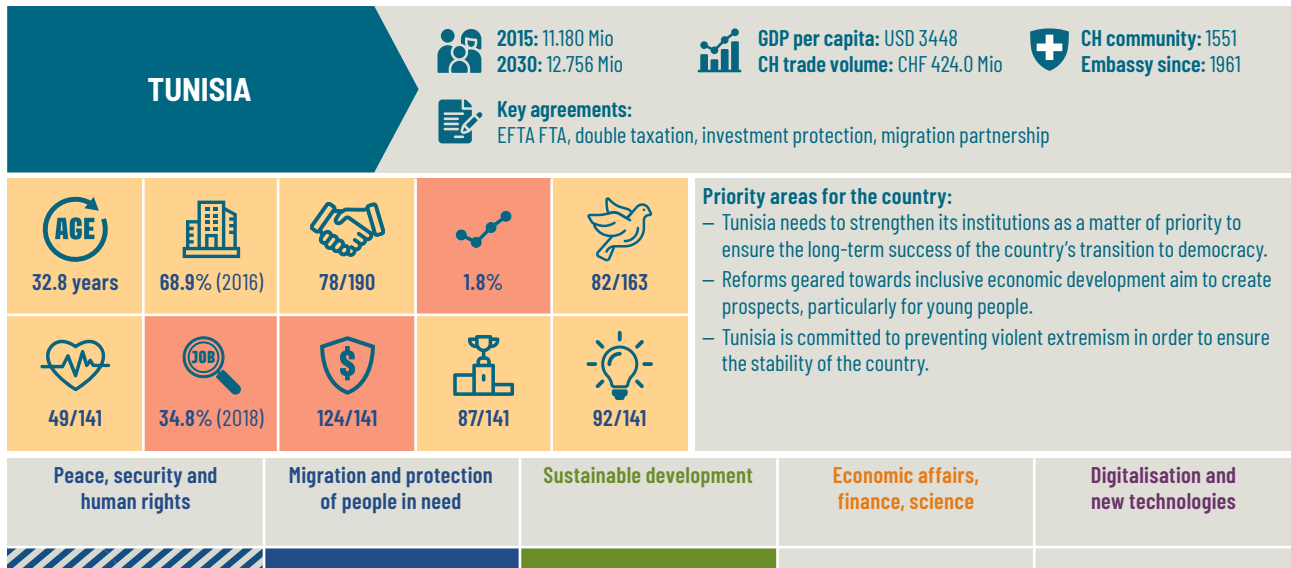 TUNISIA
2015: 11.180 Mio
2030: 12.756 Mio
GDP per capita: USD 3448
CH trade volume: CHF 424.0 Mio
CH community: 1551
Embassy since: 1961
Key agreements:
EFTA FTA, double taxation, investment protection, migration partnership
AGE
32.8 years
68.9% (2016)
78/190
1.8%
82/163
49/141
JOB
34.8% (2018)
$
124/141
87/141
92/141
Priority areas for the country:
– Tunisia needs to strengthen its institutions as a matter of priority to
ensure the long-term success of the country's transition to democracy.
– Reforms geared towards inclusive economic development aim to create
prospects, particularly for young people.
– Tunisia is committed to preventing violent extremism in order to ensure
the stability of the country.
Peace, security and
human rights
Migration and protection
of people in need
Sustainable development
Economic affairs,
finance, science
Digitalisation and
new technologies